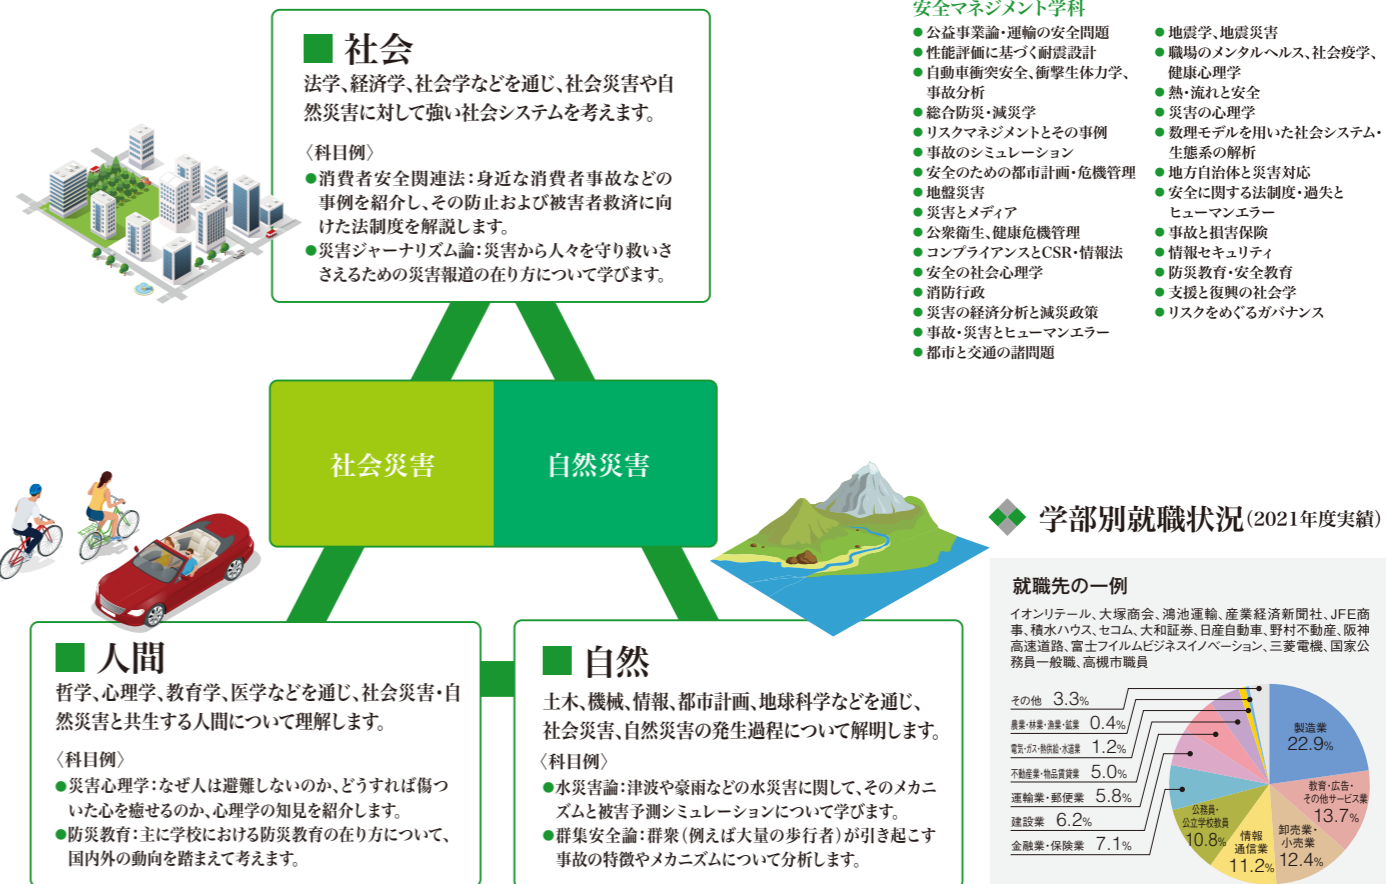 社会
法学、経済学、社会学などを通じ、社会災害や自
然災害に対して強い社会システムを考えます。
〈科目例〉
●消費者安全関連法：身近な消費者事故などの
事例を紹介し、その防止および被害者救済に向
けた法制度を解説します。
●災害ジャーナリズム論：災害から人々を守り救いさ
さえるための災害報道の在り方について学びます。
社会災害
自然災害
人間
哲学、心理学、教育学、医学などを通じ、社会災害・自
然災害と共生する人間について理解します。
〈科目例〉
●災害心理学：なぜ人は避難しないのか、どうすれば傷つ
いた心を癒せるのか、心理学の知見を紹介します。
●防災教育：主に学校における防災教育の在り方について、
国内外の動向を踏まえて考えます。
自然
土木、機械、情報、都市計画、地球科学などを通じ、
社会災害、自然災害の発生過程について解明します。
〈科目例〉
●水災害論：津波や豪雨などの水災害に関して、そのメカニ
ズムと被害予測シミュレーションについて学びます。
●群集安全論：群衆（例えば大量の歩行者）が引き起こす
事故の特徴やメカニズムについて分析します。
安全マネジメント学科
●公益事業論・運輸の安全問題
●性能評価に基づく耐震設計
●自動車衝突安全、衝撃生体力学、
事故分析
●総合防災・減災学
●リスクマネジメントとその事例
●事故のシミュレーション
●安全のための都市計画・危機管理
●地盤災害
●災害とメディア
●公衆衛生、健康危機管理
●コンプライアンスとCSR・情報法
●安全の社会心理学
●消防行政
●災害の経済分析と減災政策
●事故・災害とヒューマンエラー
●都市と交通の諸問題
●地震学、地震災害
●職場のメンタルヘルス、社会疫学、
健康心理学
●熱・流れと安全
●災害の心理学
●数理モデルを用いた社会システム・
生態系の解析
●地方自治体と災害対応
●安全に関する法制度・過失と
ヒューマンエラー
●事故と損害保険
●情報セキュリティ
●防災教育・安全教育
●支援と復興の社会学
●リスクをめぐるガバナンス
学部別就職状況（2021年度実績）
就職先の一例
イオンリテール、大塚商会、鴻池運輸、産業経済新聞社、JFE商
事、積水ハウス、セコム、大和証券、日産自動車、野村不動産、阪神
高速道路、富士フイルムビジネスイノベーション、三菱電機、国家公
務員一般職、高槻市職員
その他 3.3%
農業・林業・漁業・鉱業 0.4%
電気・ガス・熱供給・水道業 1.2%
不動産業・物品賃貸業 5.0%
運輸業・郵便業 5.8%
建設業 6.2%
金融業・保険業 7.1%
製造業
22.9%
教育・広告・
その他サービス業
13.7%
卸売業・
小売業
12.4%
情報
通信業
11.2%
公務員・
公立学校教員
10.8%